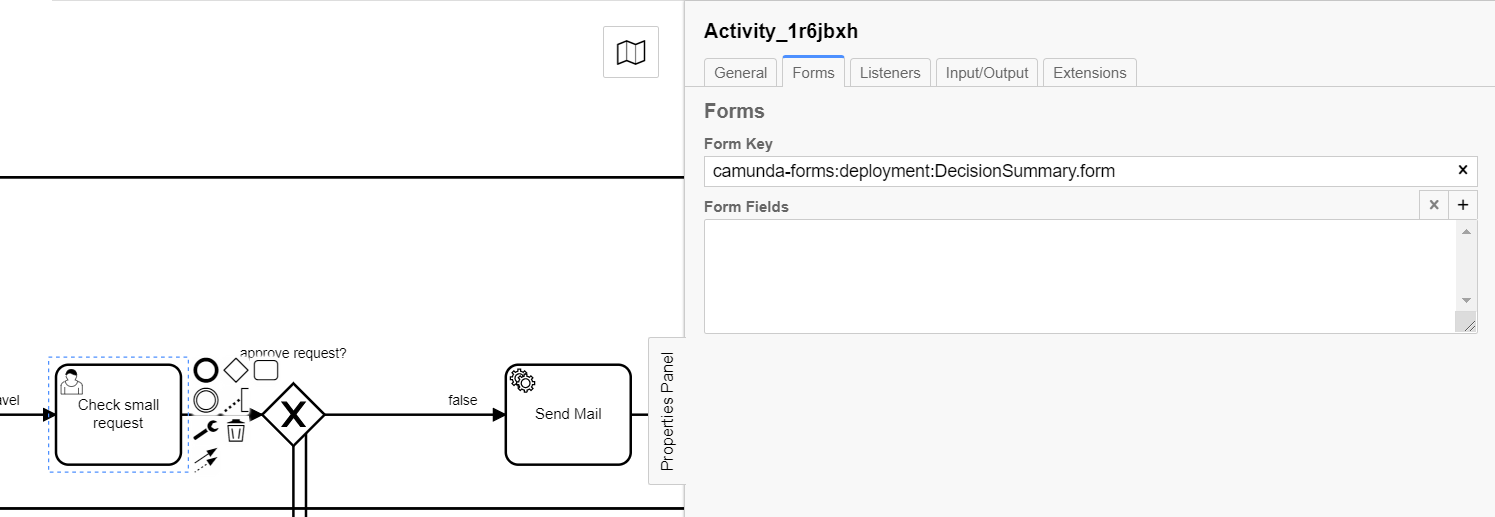 Activity_1r6jbxh
General
Forms
Listeners
Input/Output
Extensions
Forms
Form Key
camunda-forms:deployment:DecisionSummary.form
Form Fields
approve request?
avel
Check small
request
false
Send Mail
Properties Panel